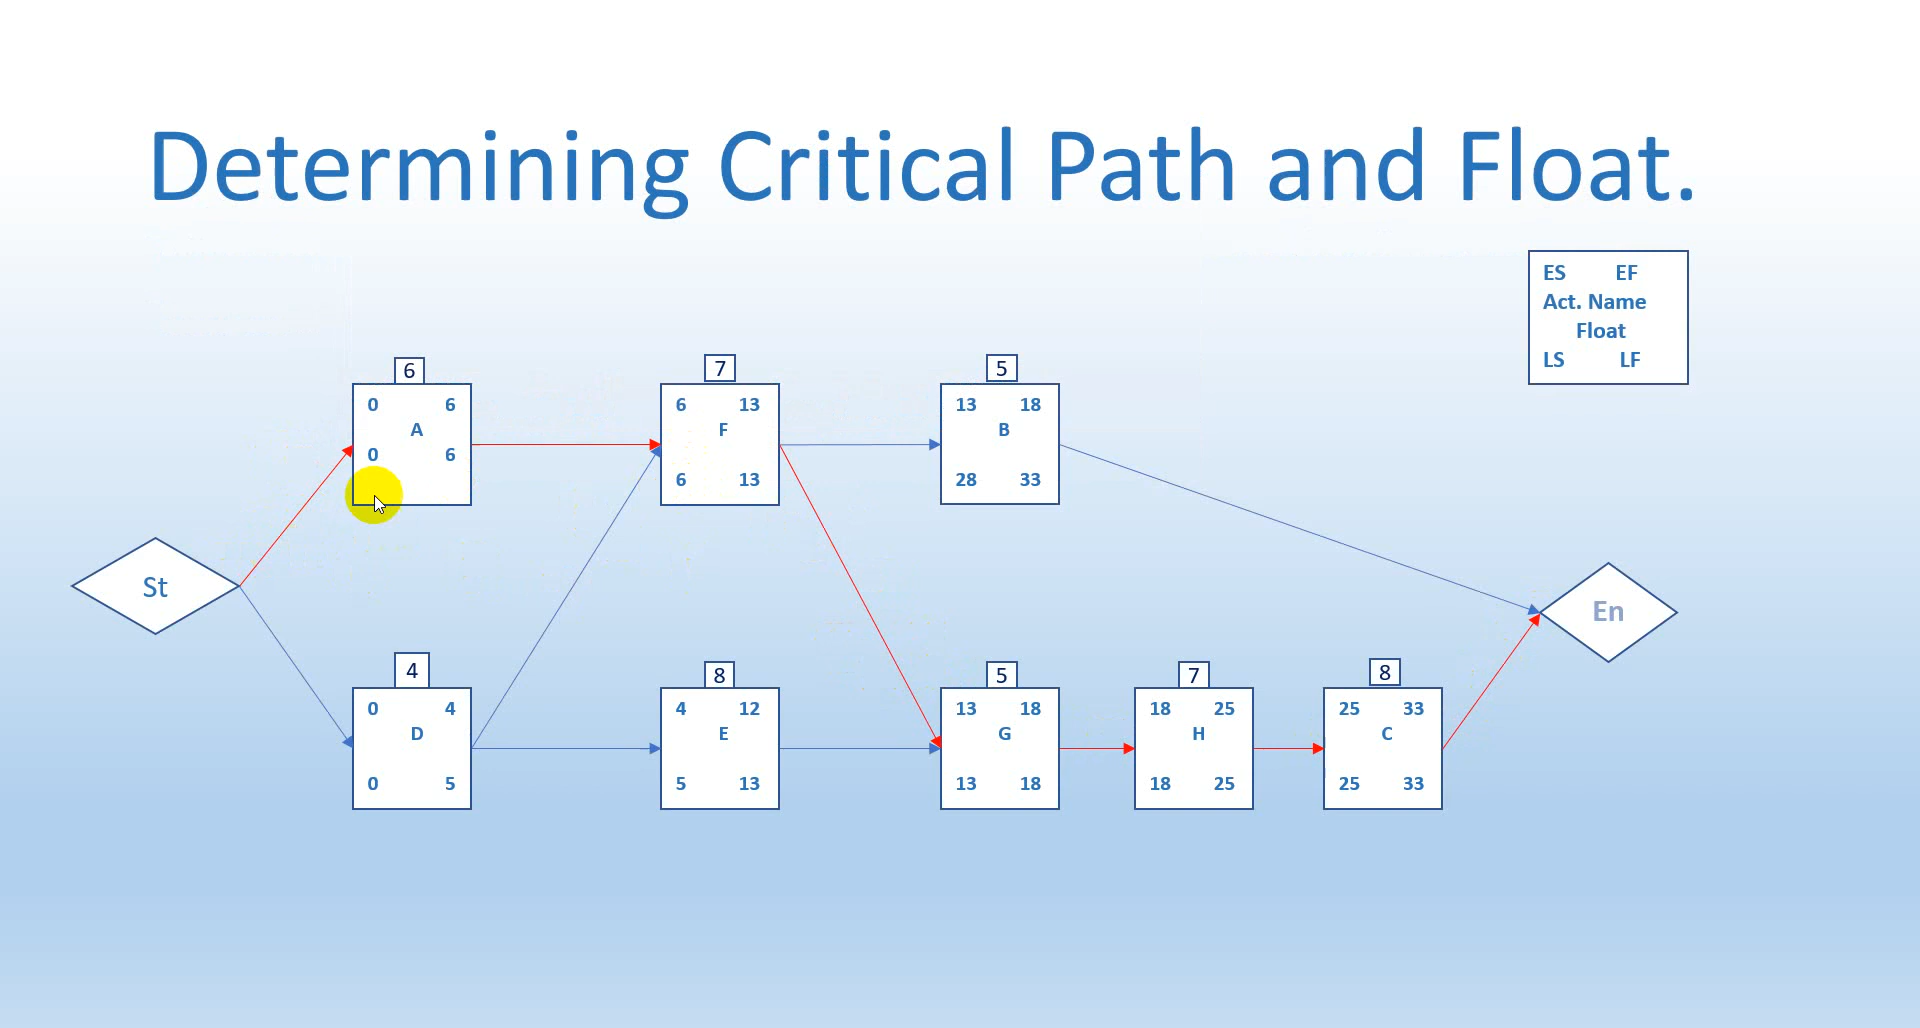 Determining Critical Path and Float.
ES EF
Act. Name
Float
LS LF
6
0 6
A
0 6
7
6 13
F
6 13
5
13 18
B
28 33
St
En
4
0 4
D
0 5
8
4 12
E
5 13
5
13 18
G
13 18
7
18 25
H
18 25
8
25 33
C
25 33